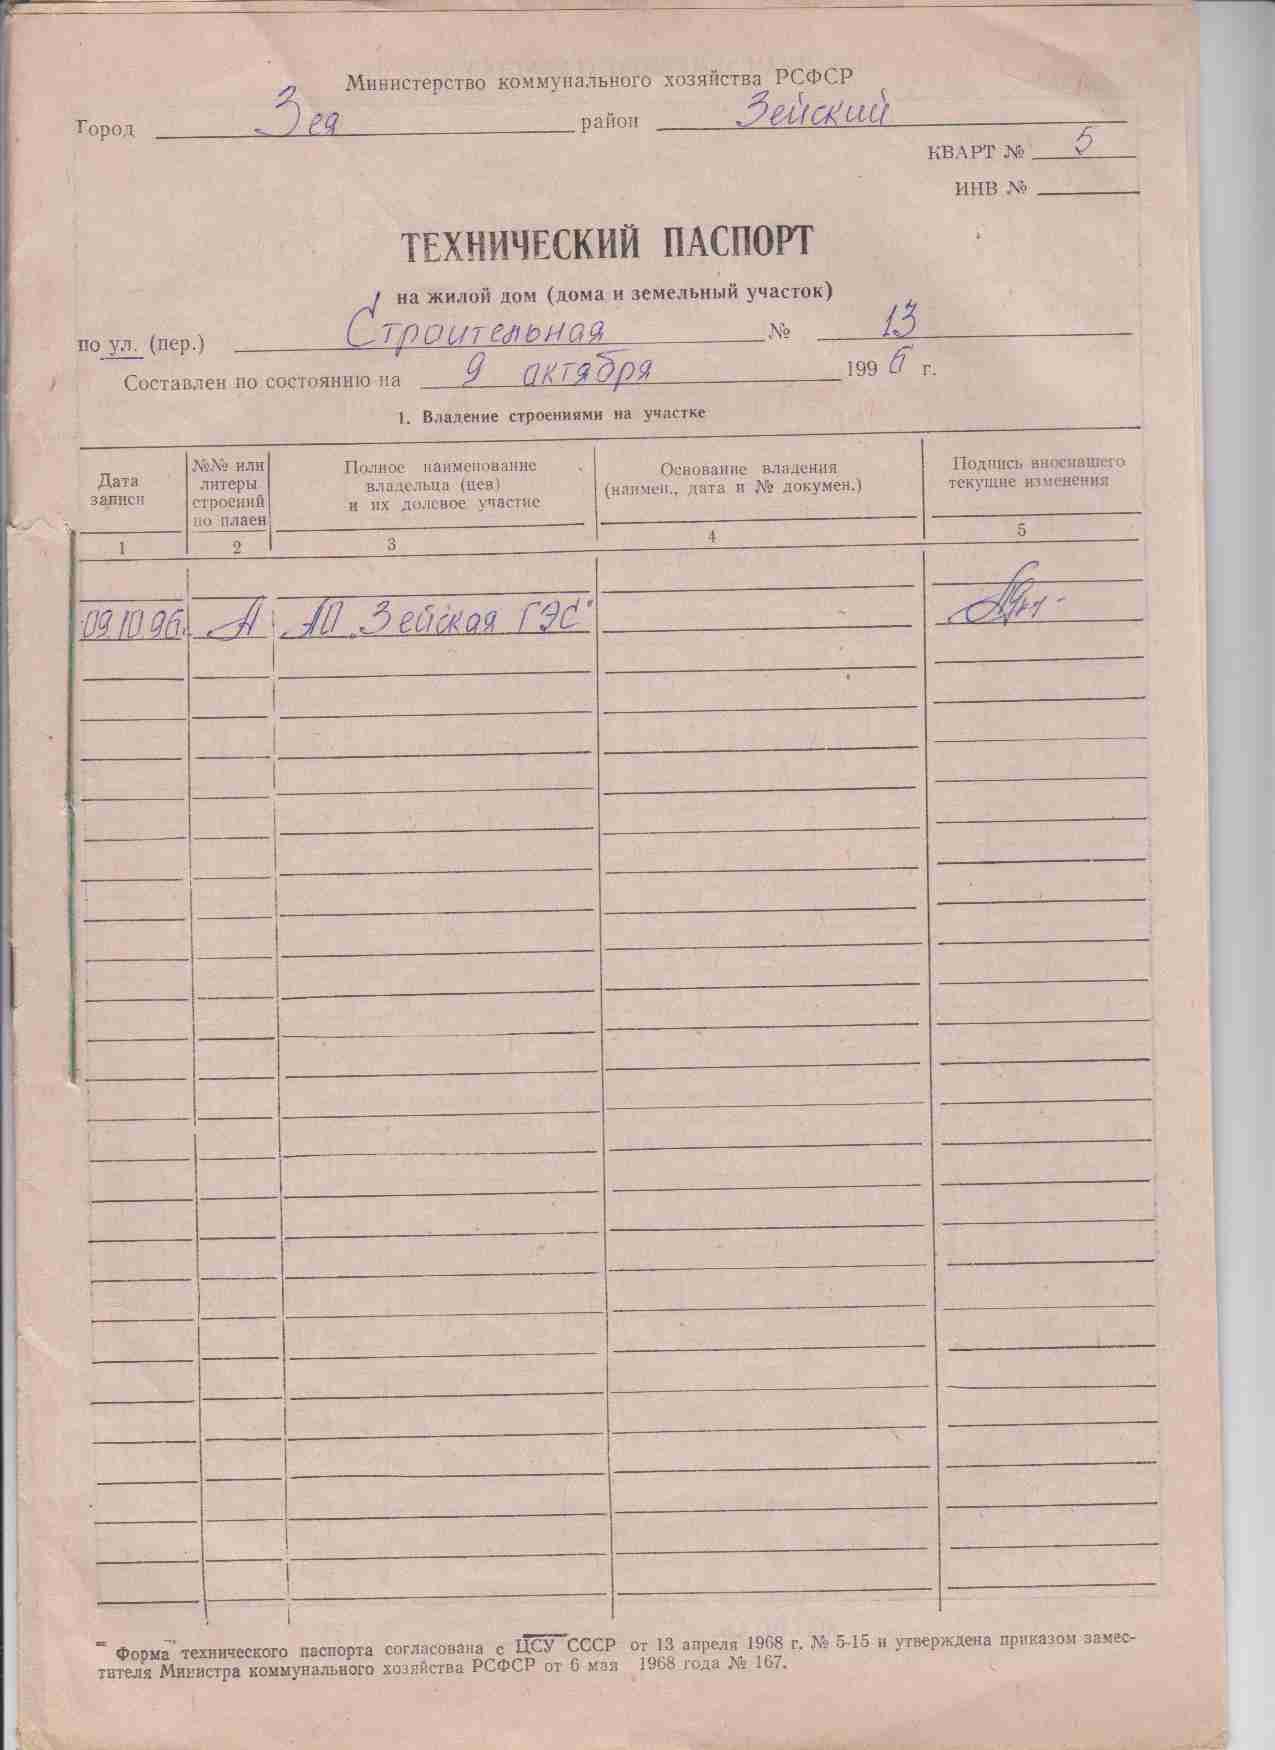 Министерство коммунального хозяйства РСФСР
Город Зея район Зейский
КВАРТ № 5
ИНВ №
ТЕХНИЧЕСКИЙ ПАСПОРТ
на жилой дом (дома и земельный участок)
по ул. (пер.) Строительная № 13
Составлен по состоянию на 9 октября 1996 г.
1. Владение строениями на участке
Дата записи
№№ или литеры строений по плаен
Полное наименование владельца (цев) и их долевое участие
Основание владения (наимен., дата и № докумен.)
Подпись вносившего текущие изменения
1 2 3 4 5
09.10.96г. А АО „Зейская ГЭС"
Форма технического паспорта согласована с ЦСУ СССР от 13 апреля 1968 г. № 5-15 и утверждена приказом замес-
тителя Министра коммунального хозяйства РСФСР от 6 мая 1968 года № 167.